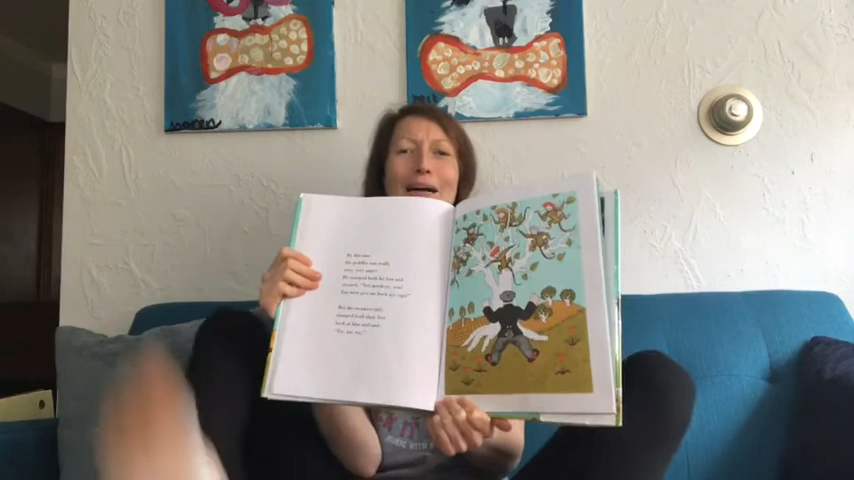 By this time
the peddler was really
very, very angry!
He stamped both his feet and
shouted, "You monkeys, you!
You must give me back my caps!"
But the monkeys only
stamped both their feet
back at him and said,
"Tsz, tsz, tsz."
MUSIC WITH